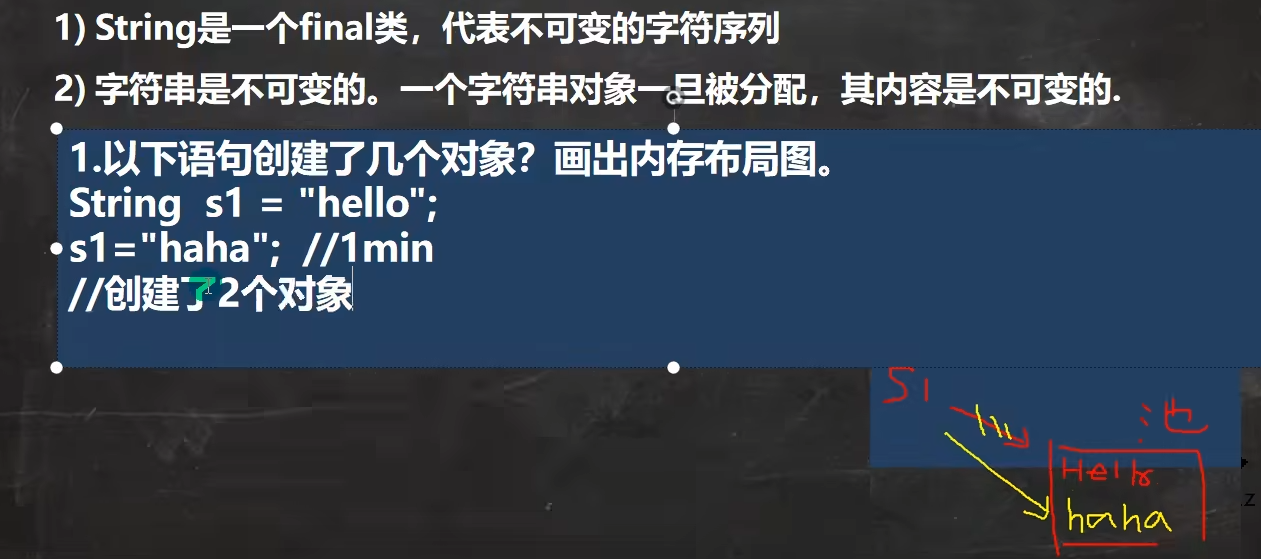 1) String是一个final类，代表不可变的字符序列
2) 字符串是不可变的。一个字符串对象一旦被分配，其内容是不可变的.
1.以下语句创建了几个对象？画出内存布局图。
String  s1 = "hello";
s1="haha";  //1min
//创建了2个对象
S1
池
Hello
haha
z